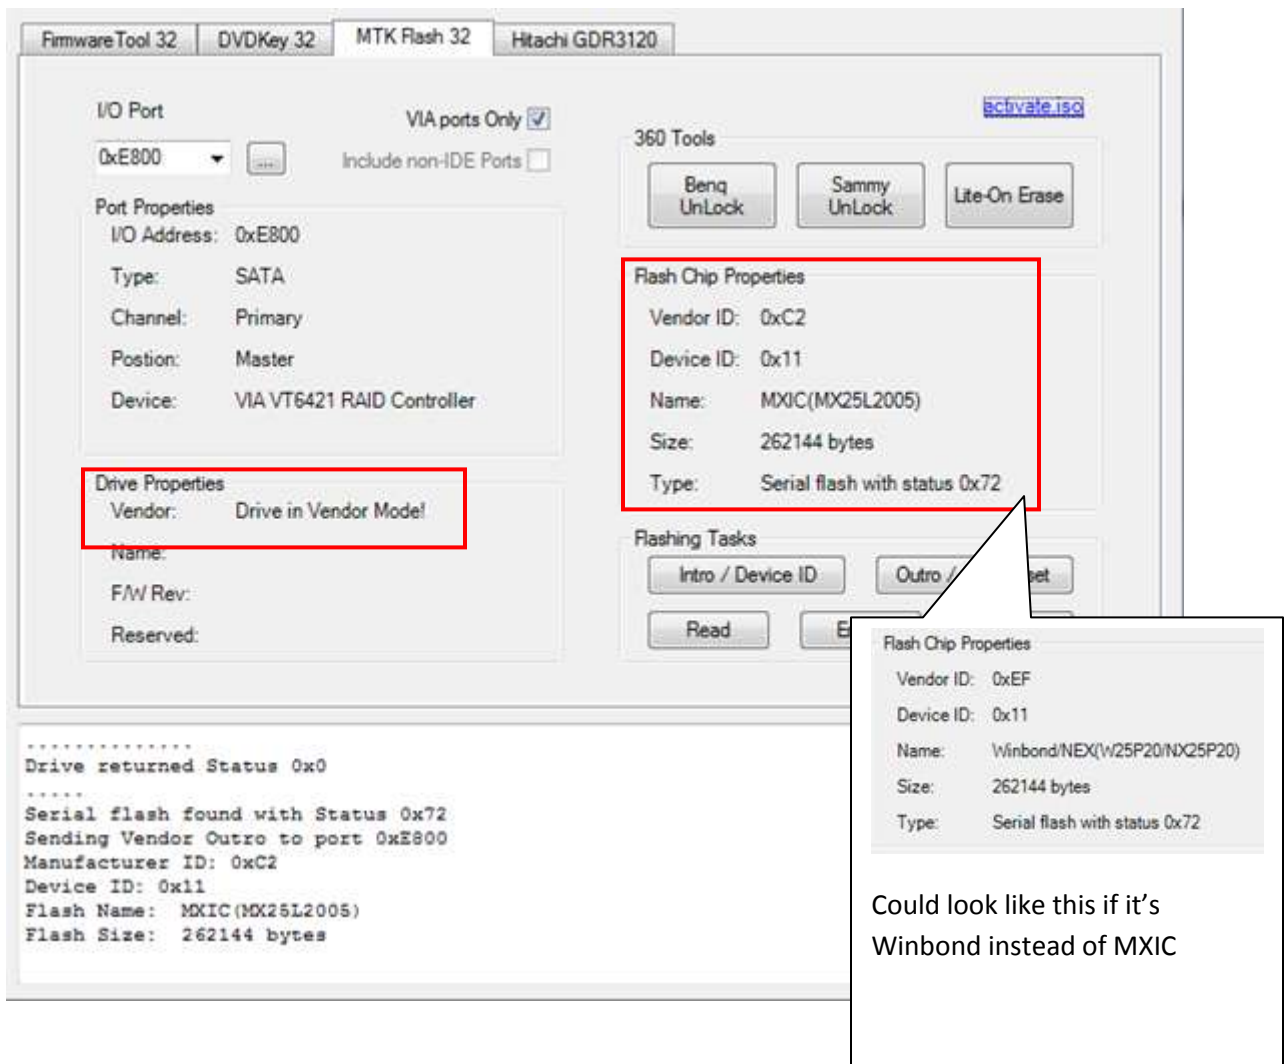 FirmwareTool 32 DVDKey 32 MTK Flash 32 Hitachi GDR3120
I/O Port
VIA ports Only
0xE800 ...
Include non-IDE Ports
Port Properties
I/O Address: 0xE800
Type: SATA
Channel: Primary
Postion: Master
Device: VIA VT6421 RAID Controller
Drive Properties
Vendor: Drive in Vendor Mode!
Name:
F/W Rev:
Reserved:
activate.iso
360 Tools
Benq UnLock
Sammy UnLock
Lite-On Erase
Flash Chip Properties
Vendor ID: 0xC2
Device ID: 0x11
Name: MXIC(MX25L2005)
Size: 262144 bytes
Type: Serial flash with status 0x72
Flashing Tasks
Intro / Device ID Outro /
Read
..............
Drive returned Status 0x0
.....
Serial flash found with Status 0x72
Sending Vendor Outro to port 0xE800
Manufacturer ID: 0xC2
Device ID: 0x11
Flash Name: MXIC(MX25L2005)
Flash Size: 262144 bytes
Flash Chip Properties
Vendor ID: 0xEF
Device ID: 0x11
Name: Winbond/NEX(W25P20/NX25P20)
Size: 262144 bytes
Type: Serial flash with status 0x72
Could look like this if it's
Winbond instead of MXIC